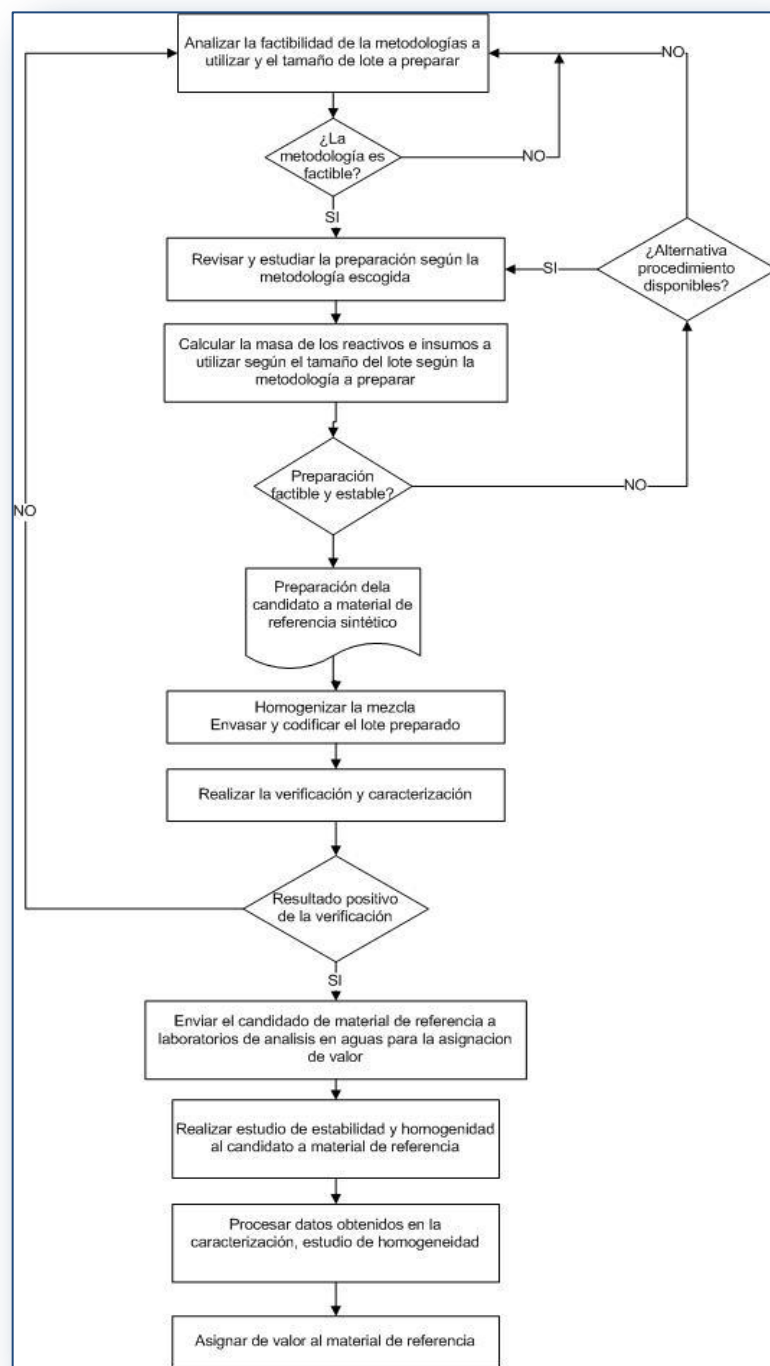 Analizar la factibilidad de la metodologías a
utilizar y el tamaño de lote a preparar
NO
¿La
metodología es
factible?
NO
SI
Revisar y estudiar la preparación según la
metodología escogida
SI
¿Alternativa
procedimiento
disponibles?
Calcular la masa de los reactivos e insumos a
utilizar según el tamaño del lote según la
metodología a preparar
Preparación
factible y estable?
NO
NO
Preparación dela
candidato a material de
referencia sintético
Homogenizar la mezcla
Envasar y codificar el lote preparado
Realizar la verificación y caracterización
Resultado positivo
de la verificación
SI
Enviar el candidado de material de referencia a
laboratorios de analisis en aguas para la asignacion
de valor
Realizar estudio de estabilidad y homogenidad
al candidato a material de referencia
Procesar datos obtenidos en la
caracterización, estudio de homogeneidad
Asignar de valor al material de referencia